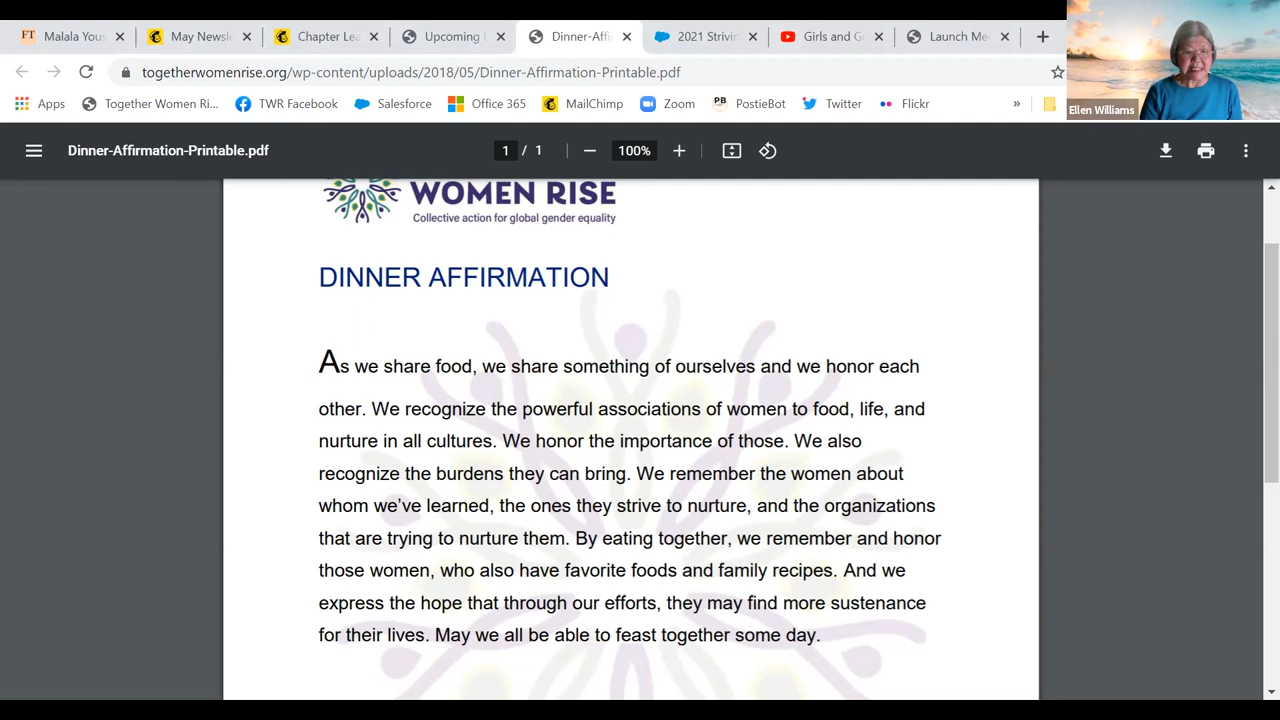 Malala Yous
May Newsl
Chapter Lea
Upcoming E
Dinner-Affi
2021 Strivin
Girls and G
Launch Me
togetherwomenrise.org/wp-content/uploads/2018/05/Dinner-Affirmation-Printable.pdf
Apps
Together Women Ri...
TWR Facebook
Salesforce
Office 365
MailChimp
Zoom
PB PostieBot
Twitter
Flickr
»
Ellen Williams
Dinner-Affirmation-Printable.pdf
1 / 1
100%
WOMEN RISE
Collective action for global gender equality
DINNER AFFIRMATION
As we share food, we share something of ourselves and we honor each
other. We recognize the powerful associations of women to food, life, and
nurture in all cultures. We honor the importance of those. We also
recognize the burdens they can bring. We remember the women about
whom we’ve learned, the ones they strive to nurture, and the organizations
that are trying to nurture them. By eating together, we remember and honor
those women, who also have favorite foods and family recipes. And we
express the hope that through our efforts, they may find more sustenance
for their lives. May we all be able to feast together some day.